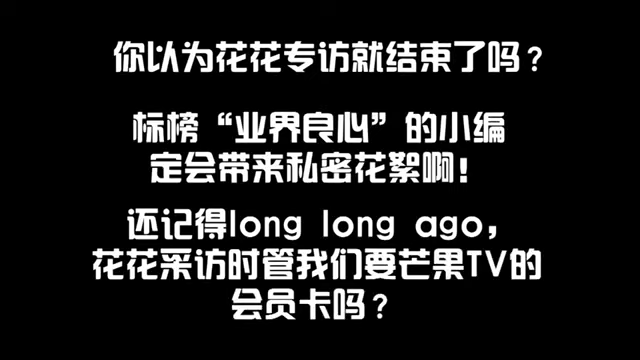 你以为花花专访就结束了吗？
标榜“业界良心”的小编
定会带来私密花絮啊！
还记得long long ago，
花花采访时管我们要芒果TV的
会员卡吗？